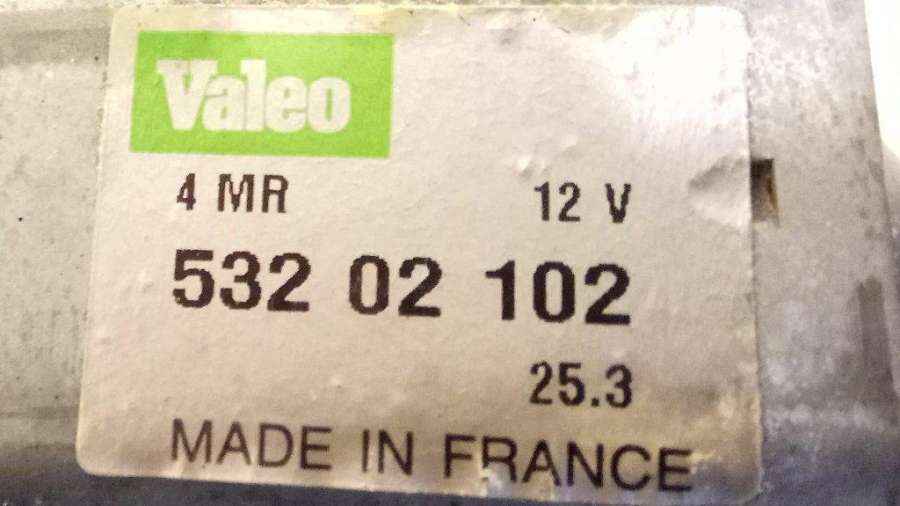 Valeo
4 MR 12 V
532 02 102
25.3
MADE IN FRANCE